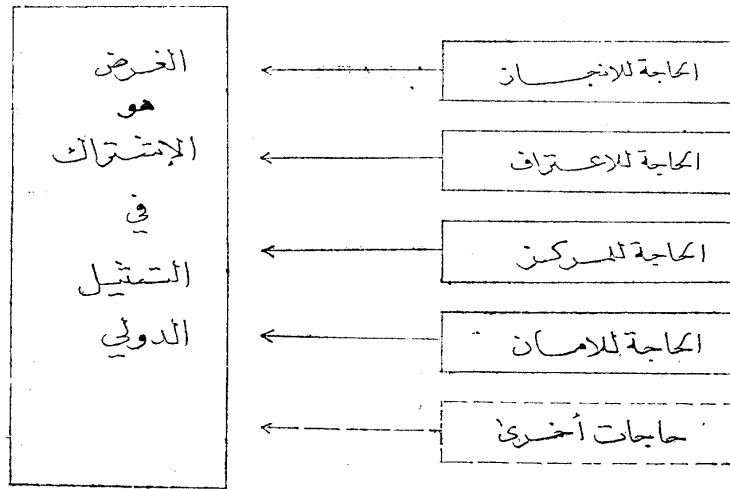 الحاجة للانجاز
الحاجة للاعتراف
الحاجة للمركز
الحاجة للامان
حاجات أخرى
الغرض
هو
الإشتراك
في
التمثيل
الدولي